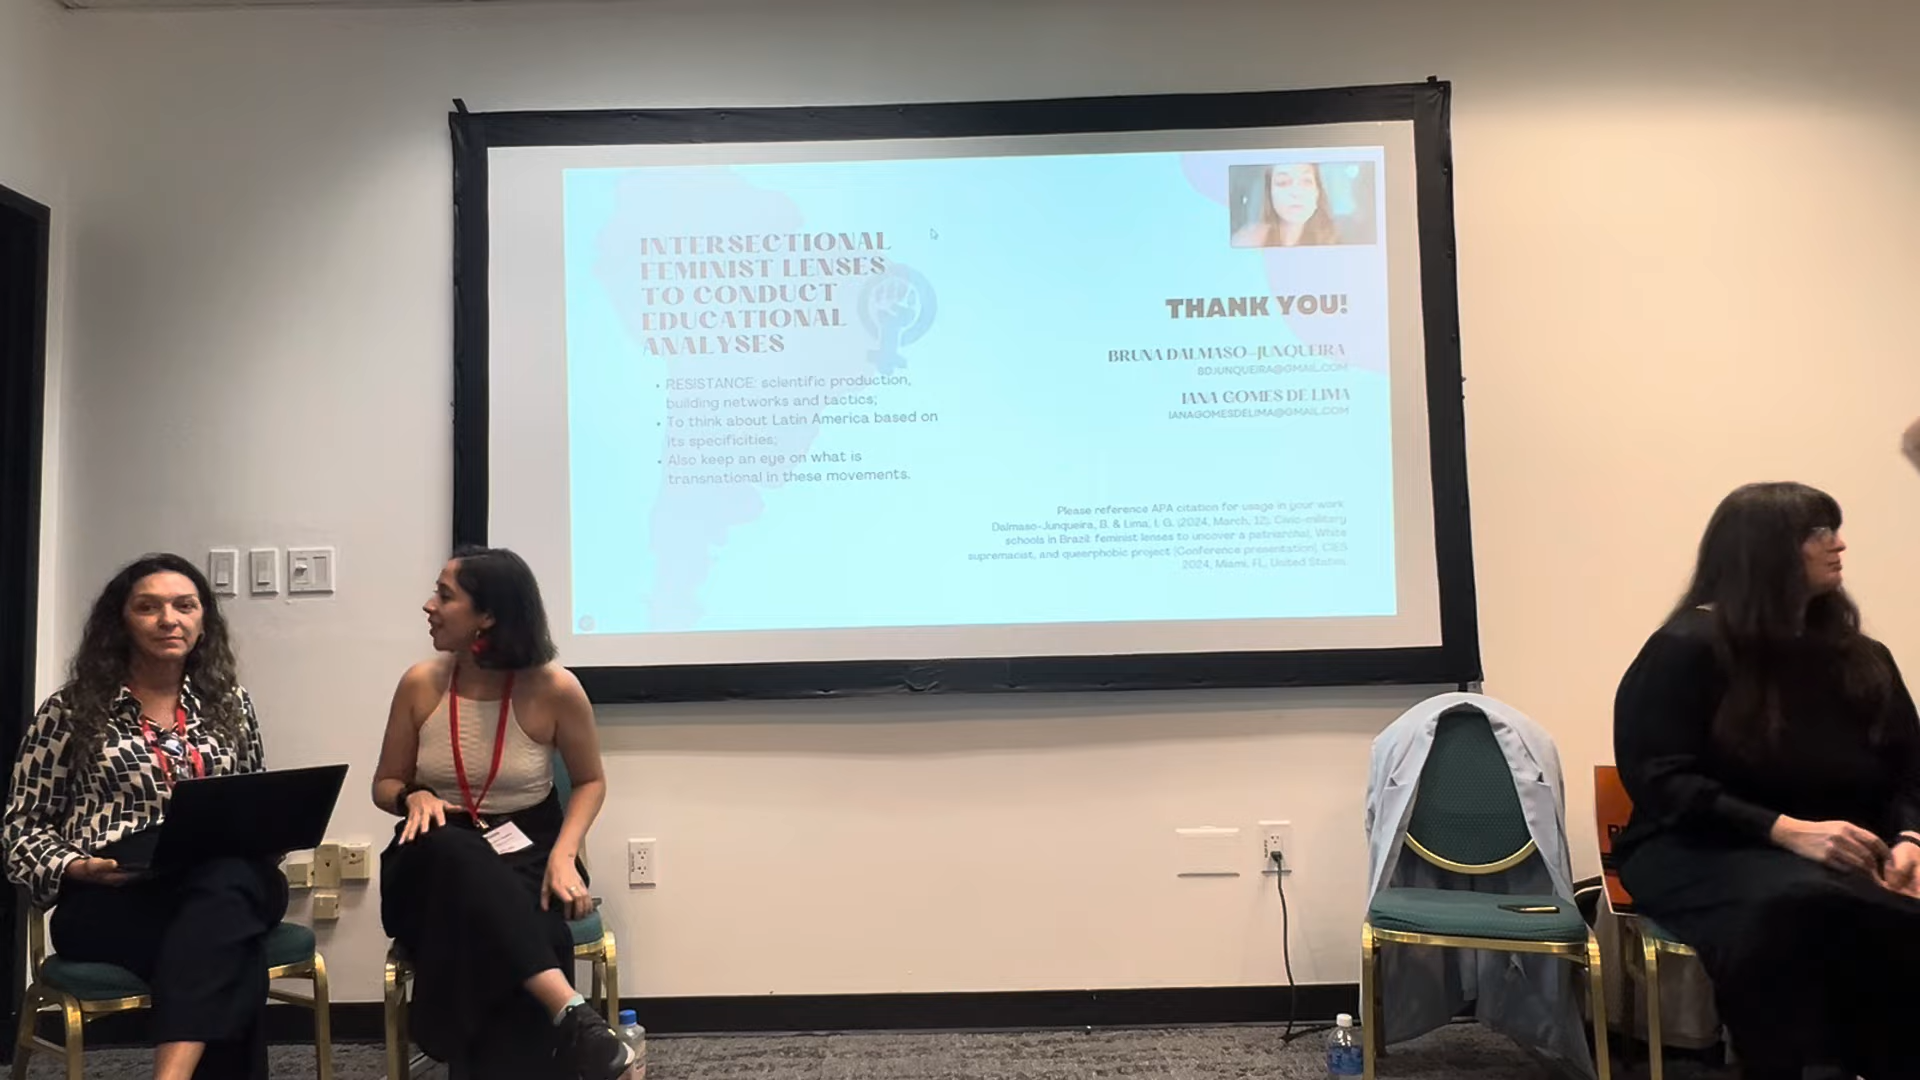 INTERSECTIONAL
FEMINIST LENSES
TO CONDUCT
EDUCATIONAL
ANALYSES
• RESISTANCE: scientific production,
building networks and tactics;
• To think about Latin America based on
its specificities;
• Also keep an eye on what is
transnational in these movements.
THANK YOU!
BRUNA DALMASO-JUNQUEIRA
BDJUNQUEIRA@GMAIL.COM
IANA GOMES DE LIMA
IANAGOMESDELIMA@GMAIL.COM
Please reference APA citation for usage in your work:
Dalmaso-Junqueira, B. & Lima, I. G. (2024, March, 12). Civic-military
schools in Brazil: feminist lenses to uncover a patriarchal, White
supremacist, and queerphobic project [Conference presentation]. CIES
2024, Miami, FL, United States.